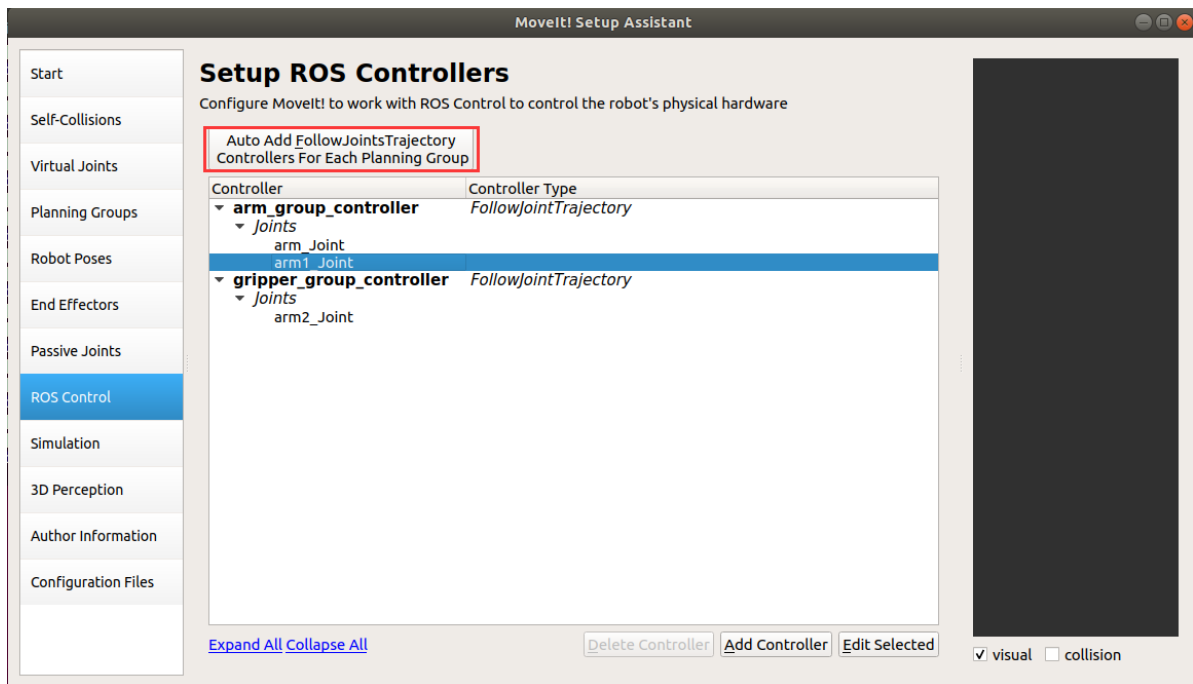 MoveIt! Setup Assistant
Start
Self-Collisions
Virtual Joints
Planning Groups
Robot Poses
End Effectors
Passive Joints
ROS Control
Simulation
3D Perception
Author Information
Configuration Files
Setup ROS Controllers
Configure MoveIt! to work with ROS Control to control the robot's physical hardware
Auto Add FollowJointsTrajectory
Controllers For Each Planning Group
Controller Controller Type
arm_group_controller FollowJointTrajectory
Joints
arm_Joint
arm1_Joint
gripper_group_controller FollowJointTrajectory
Joints
arm2_Joint
Expand All Collapse All Delete Controller Add Controller Edit Selected
visual collision